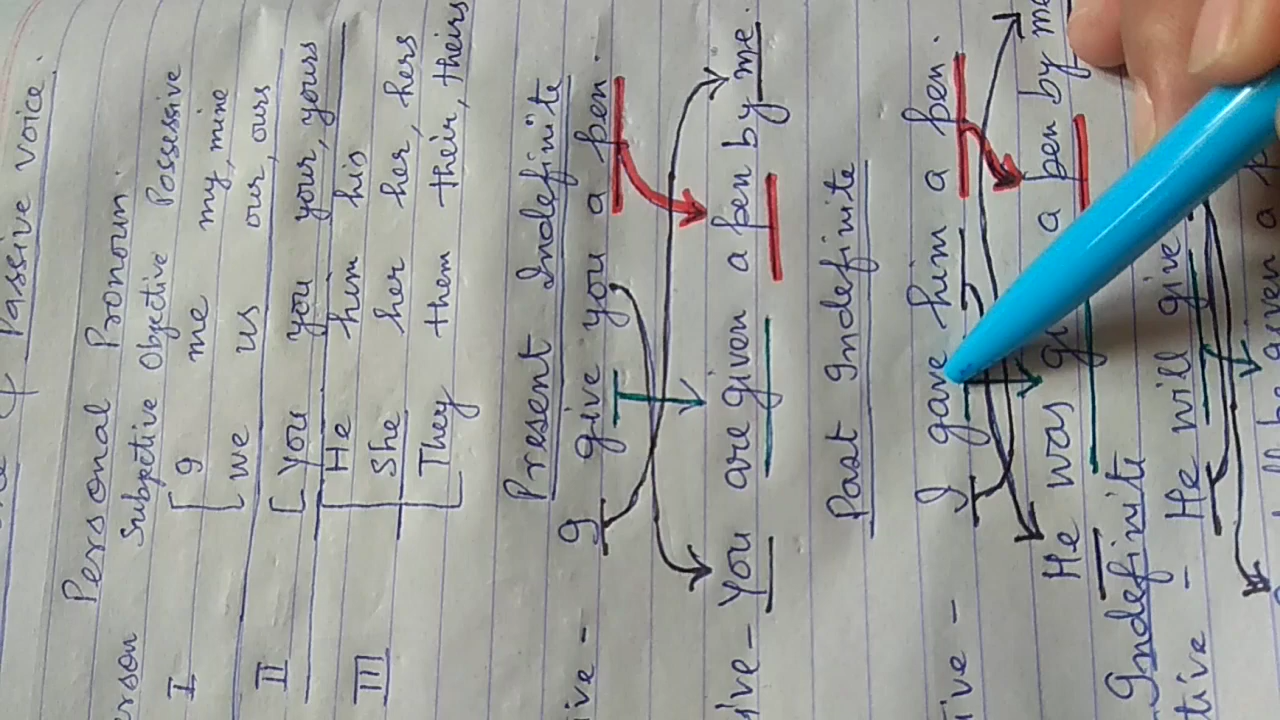 Passive voice.
Personal Pronoun.
Subjective Objective Possessive
I [ I me my, mine
[ we us our, ours
II [ You you your, yours
III [ He him his
She her her, hers
[ They them their, theirs
Present Indefinite
I give you a pen.
You are given a pen by me.
Past Indefinite
I gave him a pen.
He was a pen by me
Indefinite
He will give
given a